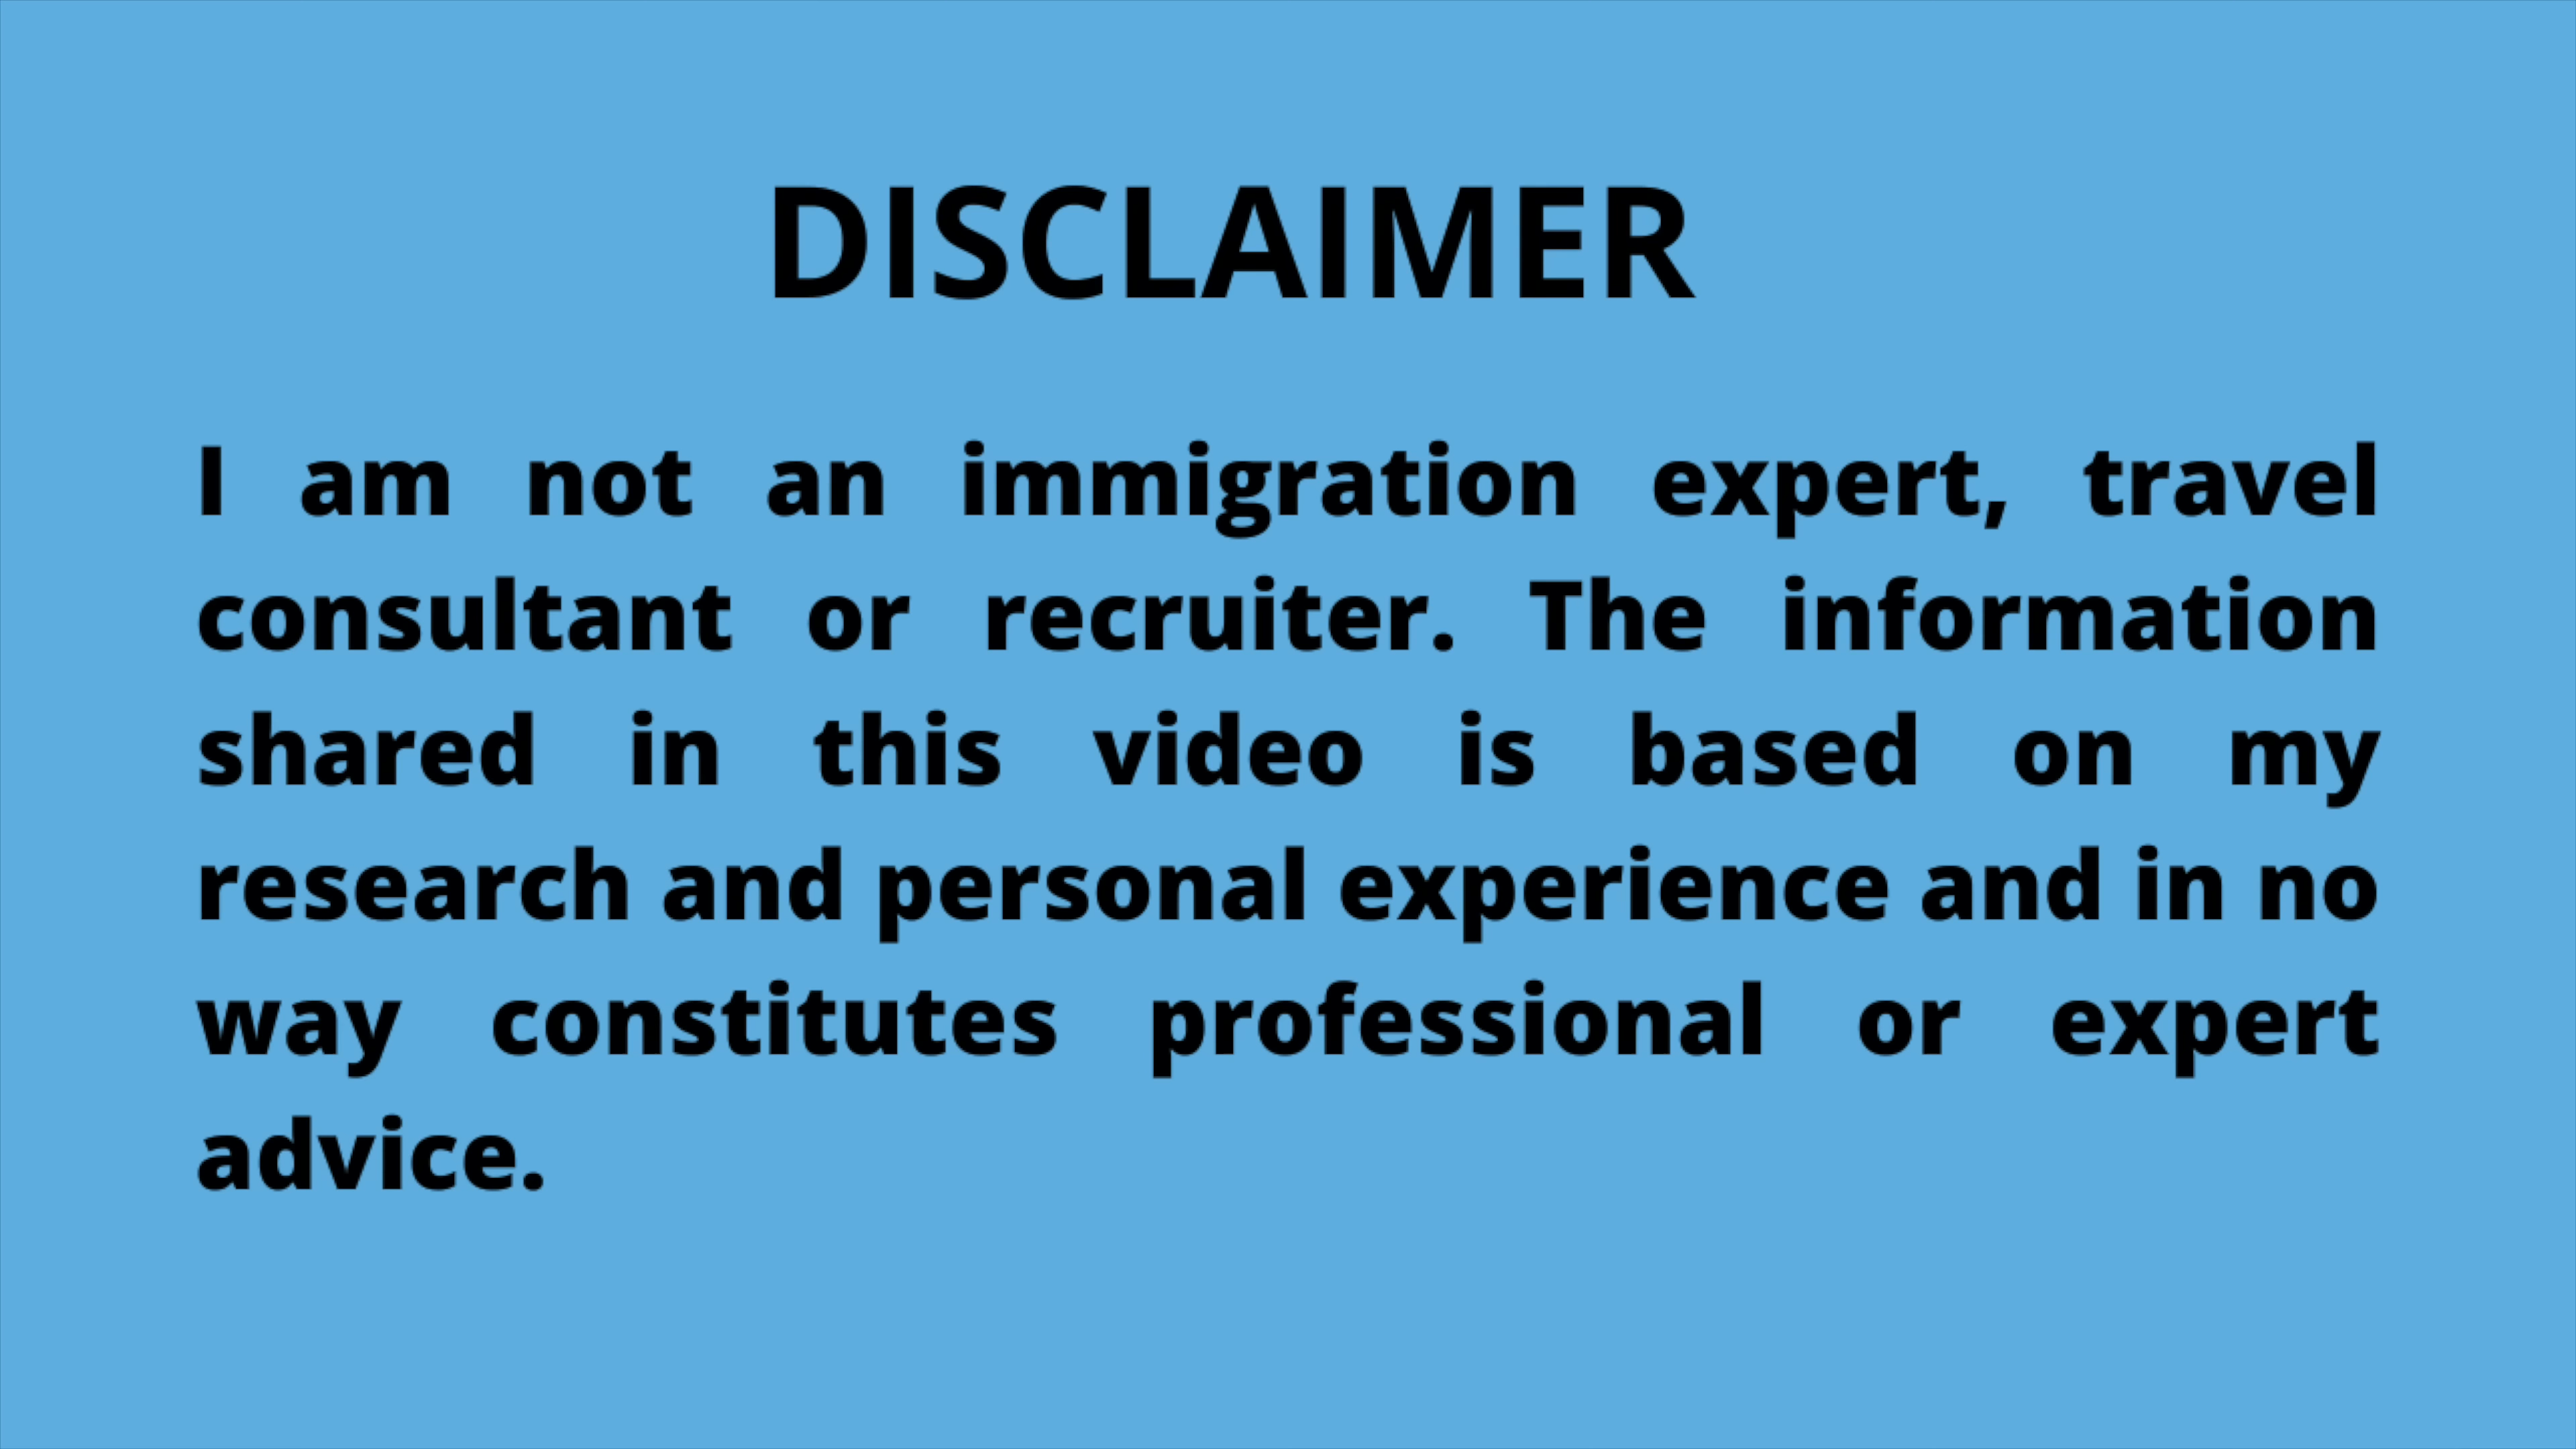 DISCLAIMER
I am not an immigration expert, travel
consultant or recruiter. The information
shared in this video is based on my
research and personal experience and in no
way constitutes professional or expert
advice.